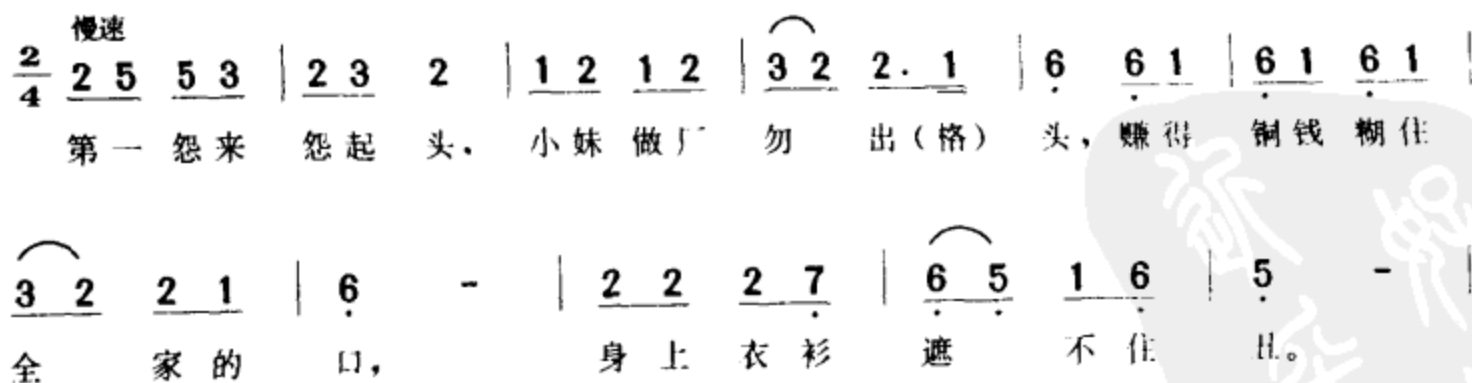 慢速
2/4 2 5 5 3 | 2 3 2 | 1 2 1 2 | 3 2 2. 1 | 6 6 1 | 6 1 6 1 |
第一怨来 怨起头. 小妹做厂 勿出(格) 头, 赚得 铜钱糊住
3 2 2 1 | 6 - | 2 2 2 7 | 6 5 1 6 | 5 - |
全家的 口, 身上衣衫 遮不住 丑。